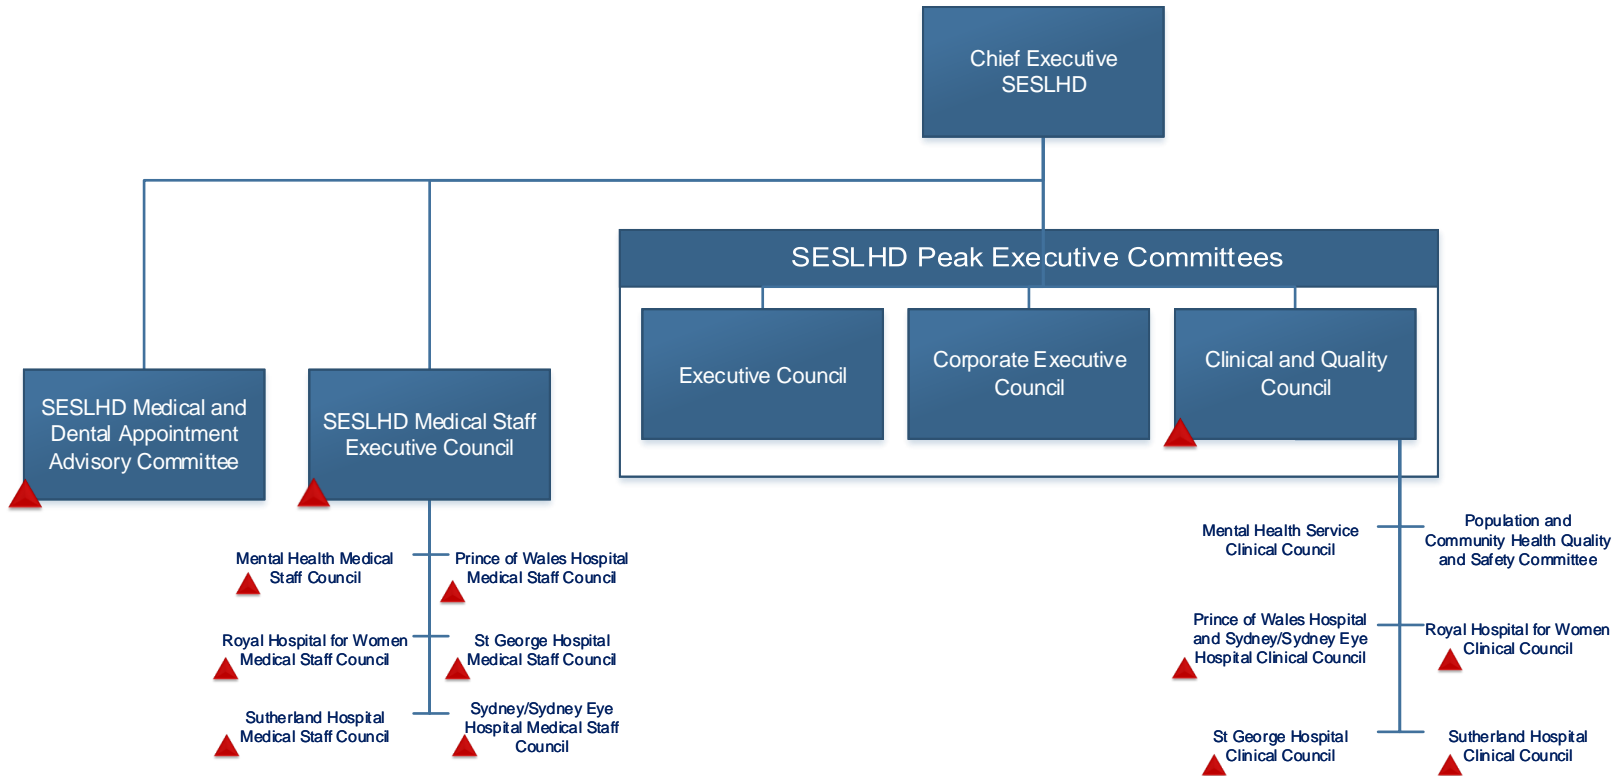 Chief Executive
SESLHD
SESLHD Peak Executive Committees
Executive Council
Corporate Executive
Council
Clinical and Quality
Council
SESLHD Medical and
Dental Appointment
Advisory Committee
SESLHD Medical Staff
Executive Council
Mental Health Medical
Staff Council
Prince of Wales Hospital
Medical Staff Council
Royal Hospital for Women
Medical Staff Council
St George Hospital
Medical Staff Council
Sutherland Hospital
Medical Staff Council
Sydney/Sydney Eye
Hospital Medical Staff
Council
Mental Health Service
Clinical Council
Population and
Community Health Quality
and Safety Committee
Prince of Wales Hospital
and Sydney/Sydney Eye
Hospital Clinical Council
Royal Hospital for Women
Clinical Council
St George Hospital
Clinical Council
Sutherland Hospital
Clinical Council